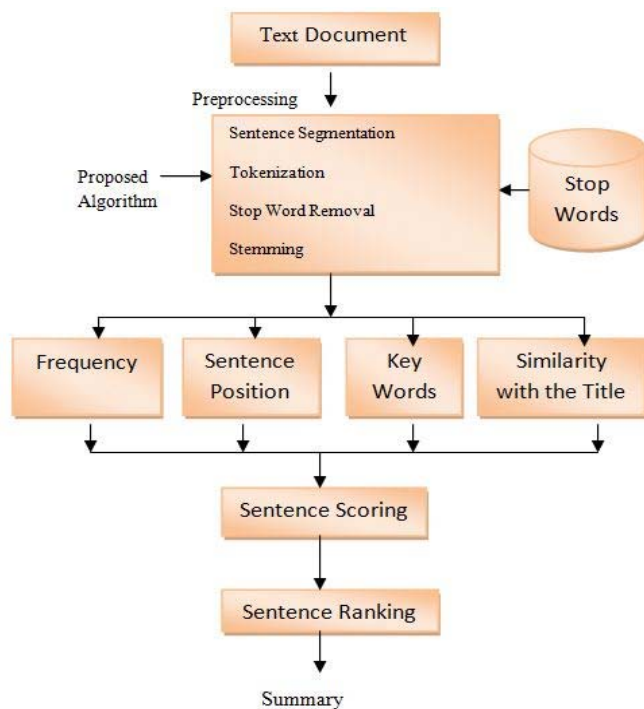 Text Document
Preprocessing
Sentence Segmentation
Tokenization
Stop Word Removal
Stemming
Proposed
Algorithm
Stop
Words
Frequency
Sentence
Position
Key
Words
Similarity
with the Title
Sentence Scoring
Sentence Ranking
Summary